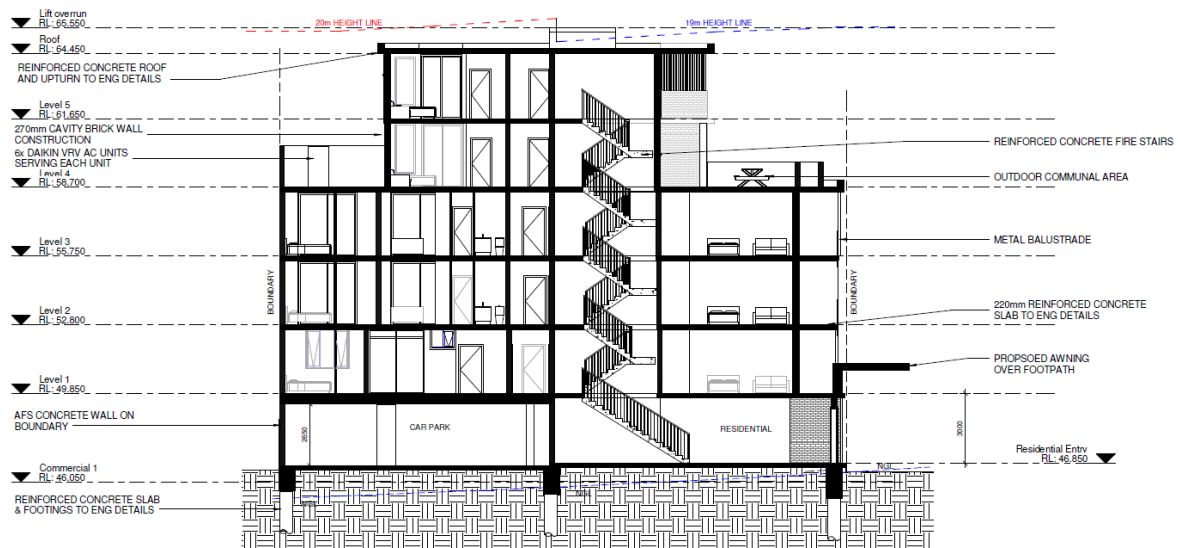 Lift overrun
RL: 65,550
20m HEIGHT LINE
19m HEIGHT LINE
Roof
RL: 64,450
REINFORCED CONCRETE ROOF
AND UPTURN TO ENG DETAILS
Level 5
RL: 61,650
270mm CAVITY BRICK WALL
CONSTRUCTION
6x DAIKIN VRV AC UNITS
SERVING EACH UNIT
REINFORCED CONCRETE FIRE STAIRS
Level 4
RL: 58,700
OUTDOOR COMMUNAL AREA
Level 3
RL: 55,750
METAL BALUSTRADE
BOUNDARY
BOUNDARY
Level 2
RL: 52,800
220mm REINFORCED CONCRETE
SLAB TO ENG DETAILS
PROPSOED AWNING
OVER FOOTPATH
Level 1
RL: 49,850
AFS CONCRETE WALL ON
BOUNDARY
2650
CAR PARK
RESIDENTIAL
3000
Residential Entry
RL: 46,850
Commercial 1
RL: 46,050
NGL
REINFORCED CONCRETE SLAB
& FOOTINGS TO ENG DETAILS
NGL
NGL